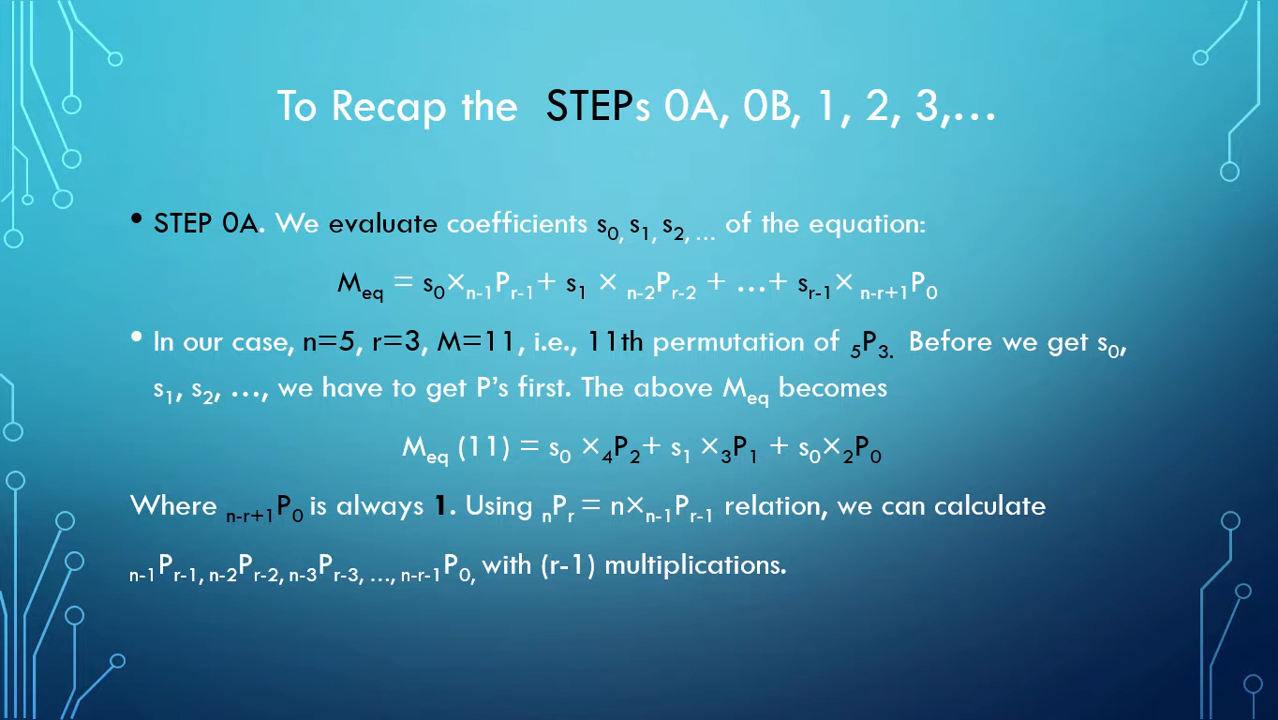 To Recap the STEPs 0A, 0B, 1, 2, 3,…
• STEP 0A. We evaluate coefficients s₀, s₁, s₂, … of the equation:
Mₑq = s₀×ₙ₋₁Pᵣ₋₁+ s₁ × ₙ₋₂Pᵣ₋₂ + …+ sᵣ₋₁× ₙ₋ᵣ₊₁P₀
• In our case, n=5, r=3, M=11, i.e., 11th permutation of ₅P₃. Before we get s₀,
s₁, s₂, …, we have to get P’s first. The above Mₑq becomes
Mₑq (11) = s₀ ×₄P₂+ s₁ ×₃P₁ + s₀×₂P₀
Where ₙ₋ᵣ₊₁P₀ is always 1. Using ₙPᵣ = n×ₙ₋₁Pᵣ₋₁ relation, we can calculate
ₙ₋₁Pᵣ₋₁, ₙ₋₂Pᵣ₋₂, ₙ₋₃Pᵣ₋₃, …, ₙ₋ᵣ₋₁P₀, with (r-1) multiplications.